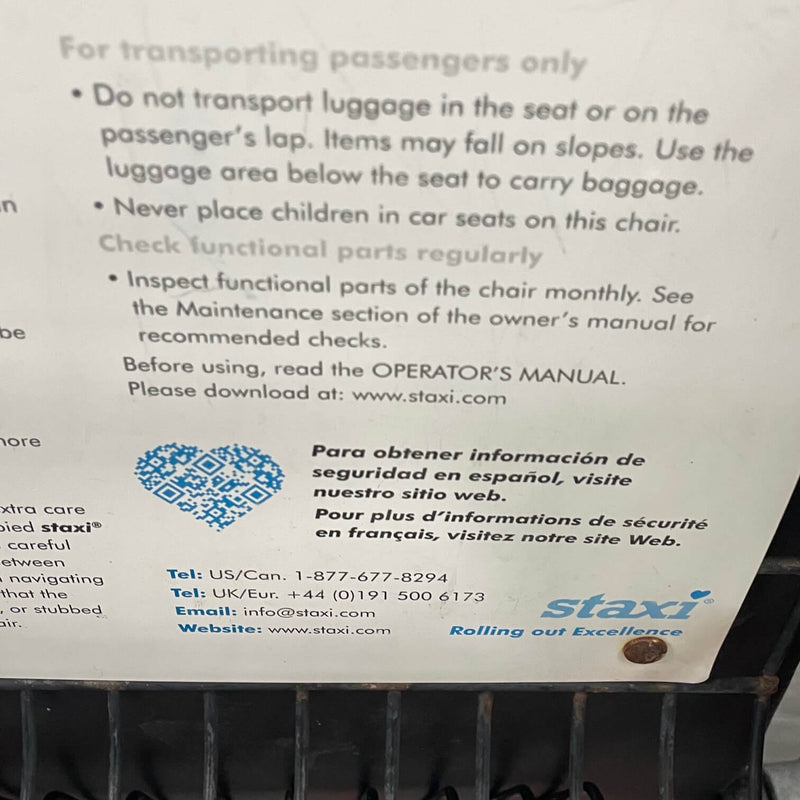 For transporting passengers only
• Do not transport luggage in the seat or on the
passenger's lap. Items may fall on slopes. Use the
luggage area below the seat to carry baggage.
• Never place children in car seats on this chair.
Check functional parts regularly
• Inspect functional parts of the chair monthly. See
the Maintenance section of the owner's manual for
recommended checks.
Before using, read the OPERATOR'S MANUAL.
Please download at: www.staxi.com
be
xtra care
staxi®
careful
navigating
that the
, or stubbed
Para obtener información de
seguridad en español, visite
nuestro sitio web.
Pour plus d'informations de sécurité
en français, visitez notre site Web.
Tel: US/Can. 1-877-677-8294
Tel: UK/Eur. +44 (0)191 500 6173
Email: info@staxi.com
Website: www.staxi.com
staxi®
Rolling out Excellence